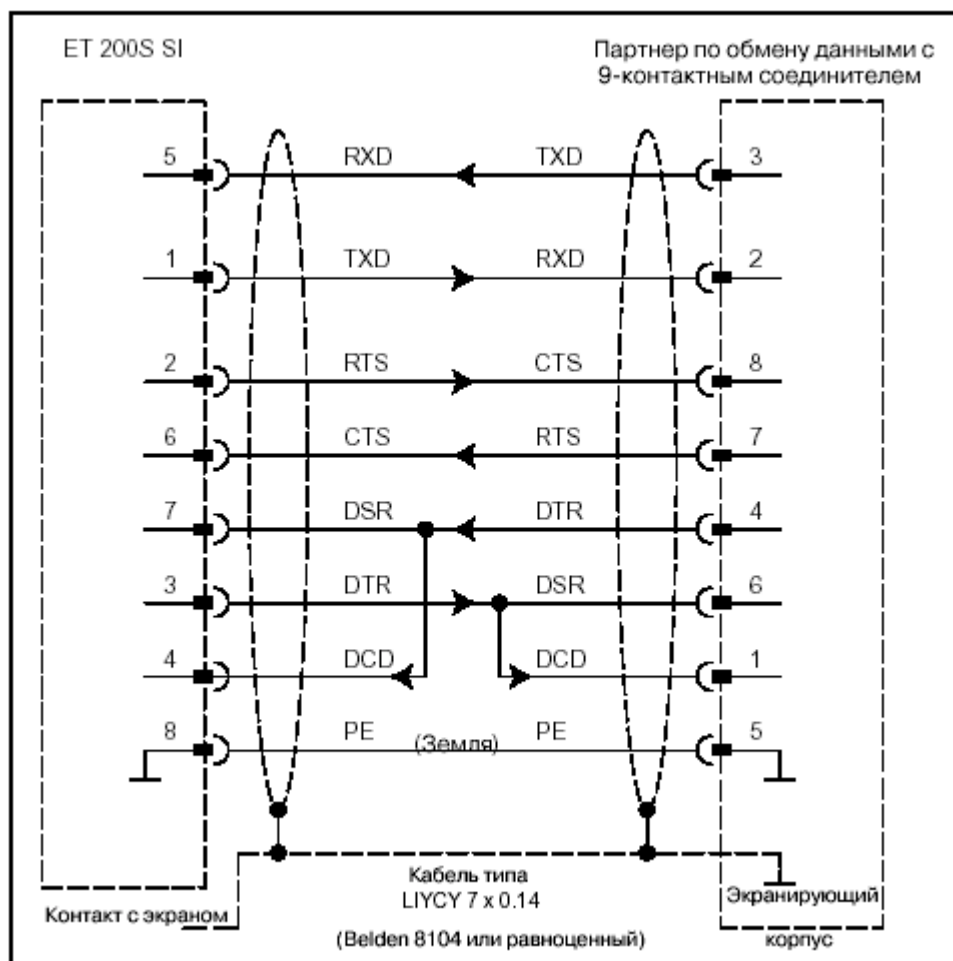 ET 200S SI
Партнер по обмену данными с
9-контактным соединителем
5 RXD TXD 3
1 TXD RXD 2
2 RTS CTS 8
6 CTS RTS 7
7 DSR DTR 4
3 DTR DSR 6
4 DCD DCD 1
8 PE (Земля) PE 5
Контакт с экраном
Кабель типа
LIYCY 7 x 0.14
(Belden 8104 или равноценный)
Экранирующий
корпус